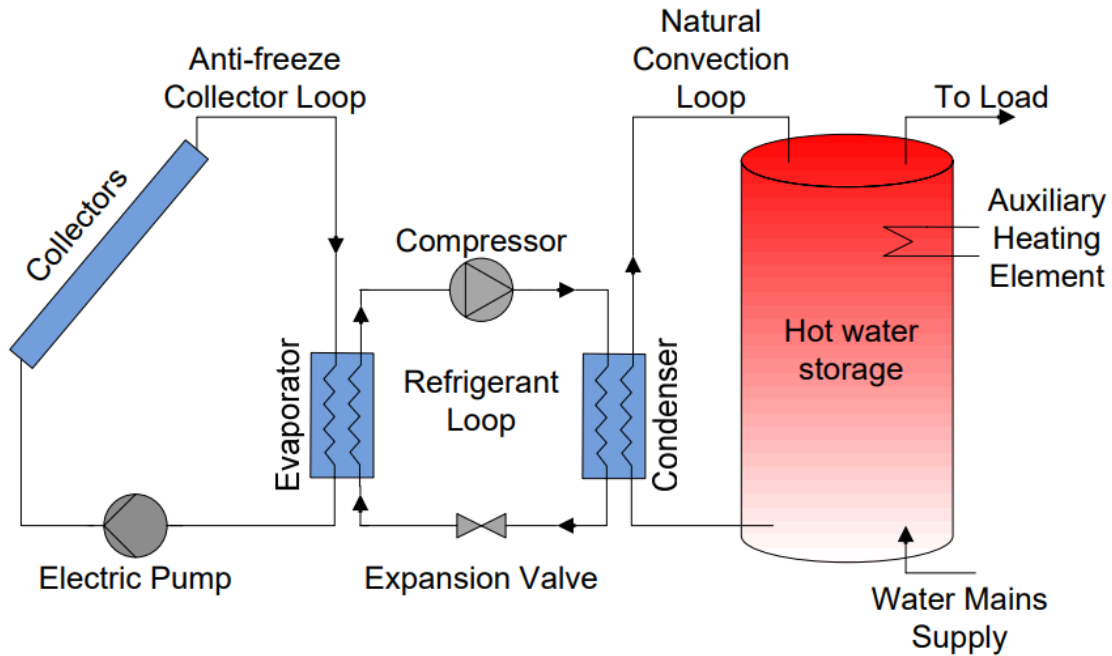 Anti-freeze
Collector Loop
Natural
Convection
Loop
To Load
Collectors
Compressor
Auxiliary
Heating
Element
Evaporator
Refrigerant
Loop
Condenser
Hot water
storage
Electric Pump
Expansion Valve
Water Mains
Supply